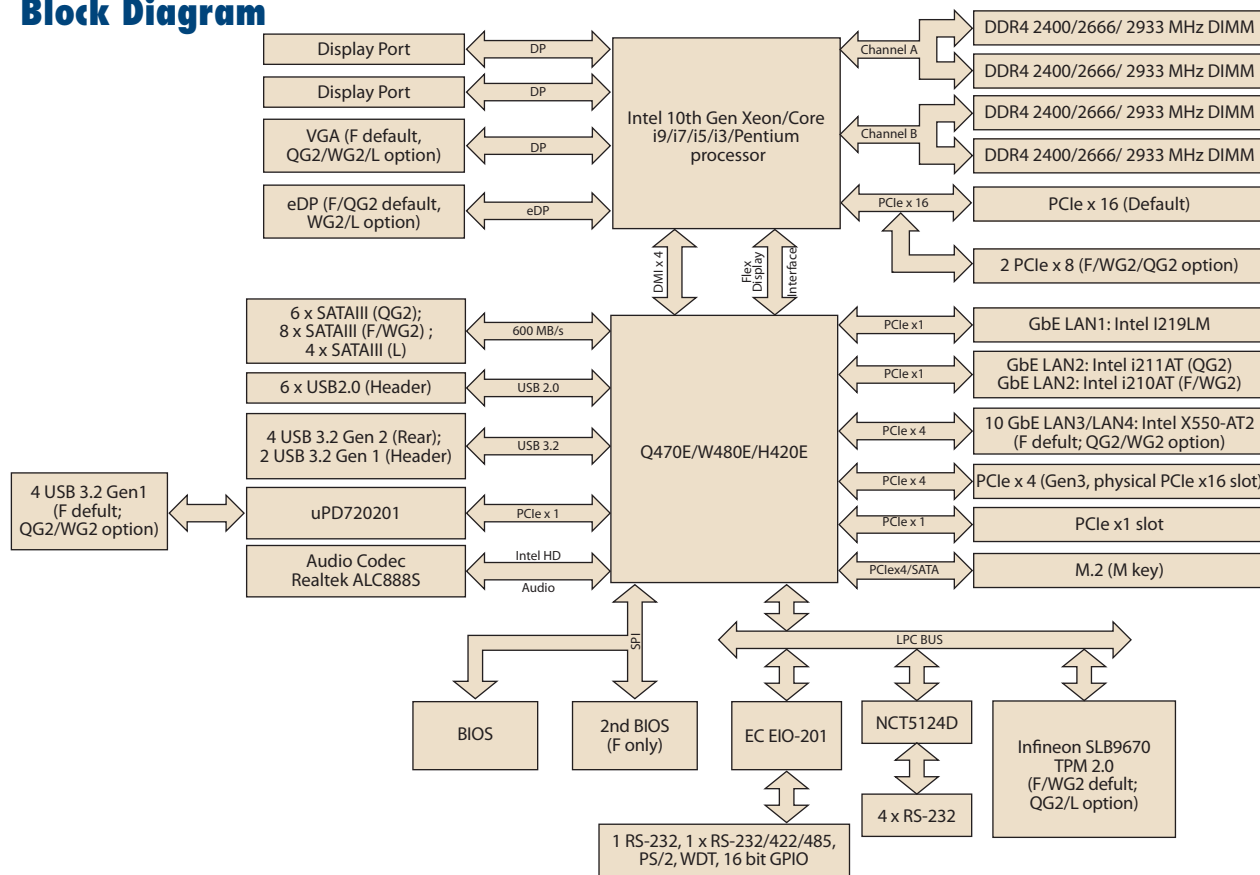 Block Diagram
Display Port
DP
Display Port
DP
VGA (F default,
QG2/WG2/L option)
DP
eDP (F/QG2 default,
WG2/L option)
eDP
Intel 10th Gen Xeon/Core
i9/i7/i5/i3/Pentium
processor
Channel A
DDR4 2400/2666/ 2933 MHz DIMM
DDR4 2400/2666/ 2933 MHz DIMM
Channel B
DDR4 2400/2666/ 2933 MHz DIMM
DDR4 2400/2666/ 2933 MHz DIMM
PCIe x 16
PCIe x 16 (Default)
2 PCIe x 8 (F/WG2/QG2 option)
DMI x 4
Flex
Display
Interface
6 x SATAIII (QG2);
8 x SATAIII (F/WG2) ;
4 x SATAIII (L)
600 MB/s
6 x USB2.0 (Header)
USB 2.0
4 USB 3.2 Gen 2 (Rear);
2 USB 3.2 Gen 1 (Header)
USB 3.2
4 USB 3.2 Gen1
(F defult;
QG2/WG2 option)
uPD720201
PCIe x 1
Audio Codec
Realtek ALC888S
Intel HD
Audio
Q470E/W480E/H420E
PCIe x1
GbE LAN1: Intel I219LM
PCIe x1
GbE LAN2: Intel i211AT (QG2)
GbE LAN2: Intel i210AT (F/WG2)
PCIe x 4
10 GbE LAN3/LAN4: Intel X550-AT2
(F defult; QG2/WG2 option)
PCIe x 4
PCIe x 4 (Gen3, physical PCIe x16 slot)
PCIe x 1
PCIe x1 slot
PCIex4/SATA
M.2 (M key)
SPI
LPC BUS
BIOS
2nd BIOS
(F only)
EC EIO-201
NCT5124D
Infineon SLB9670
TPM 2.0
(F/WG2 defult;
QG2/L option)
4 x RS-232
1 RS-232, 1 x RS-232/422/485,
PS/2, WDT, 16 bit GPIO